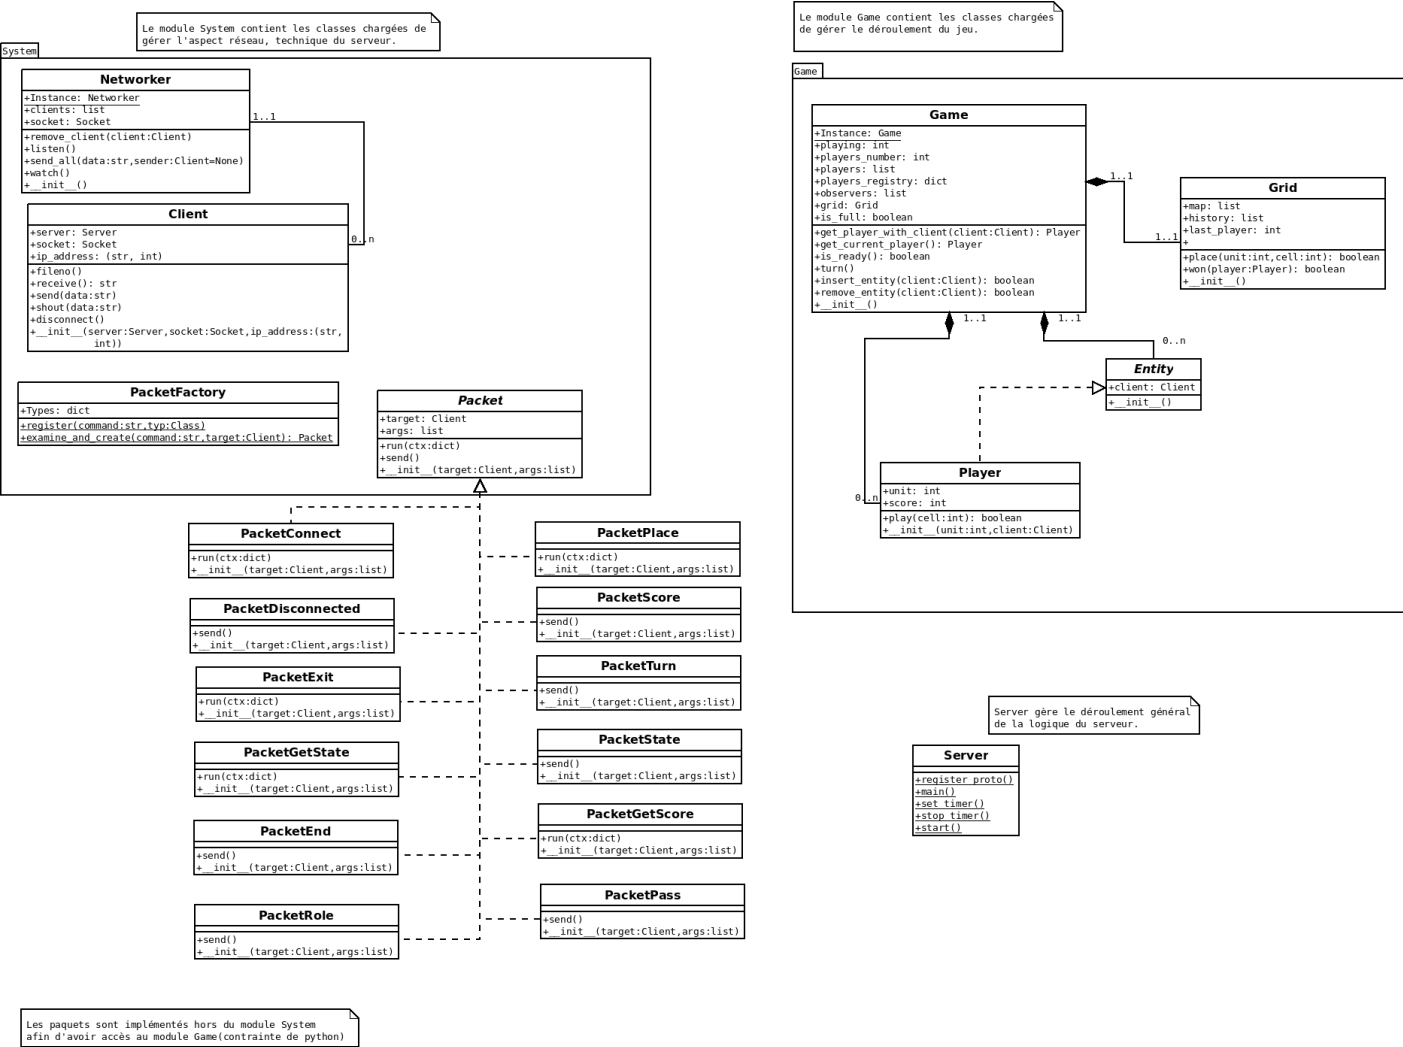 Le module System contient les classes chargées de
gérer l'aspect réseau, technique du serveur.
System
Networker
+Instance: Networker
+clients: list
+socket: Socket
+remove_client(client:Client)
+listen()
+send_all(data:str,sender:Client=None)
+watch()
+__init__()
1..1
0..n
Client
+server: Server
+socket: Socket
+ip_address: (str, int)
+fileno()
+receive(): str
+send(data:str)
+shout(data:str)
+disconnect()
+__init__(server:Server,socket:Socket,ip_address:(str,
int))
PacketFactory
+Types: dict
+register(command:str,typ:Class)
+examine_and_create(command:str,target:Client): Packet
Packet
+target: Client
+args: list
+run(ctx:dict)
+send()
+__init__(target:Client,args:list)
PacketConnect
+run(ctx:dict)
+__init__(target:Client,args:list)
PacketDisconnected
+send()
+__init__(target:Client,args:list)
PacketExit
+run(ctx:dict)
+__init__(target:Client,args:list)
PacketGetState
+run(ctx:dict)
+__init__(target:Client,args:list)
PacketEnd
+send()
+__init__(target:Client,args:list)
PacketRole
+send()
+__init__(target:Client,args:list)
PacketPlace
+run(ctx:dict)
+__init__(target:Client,args:list)
PacketScore
+send()
+__init__(target:Client,args:list)
PacketTurn
+send()
+__init__(target:Client,args:list)
PacketState
+send()
+__init__(target:Client,args:list)
PacketGetScore
+run(ctx:dict)
+__init__(target:Client,args:list)
PacketPass
+send()
+__init__(target:Client,args:list)
Les paquets sont implémentés hors du module System
afin d'avoir accès au module Game(contrainte de python)
Le module Game contient les classes chargées
de gérer le déroulement du jeu.
Game
Game
+Instance: Game
+playing: int
+players_number: int
+players: list
+players_registry: dict
+observers: list
+grid: Grid
+is_full: boolean
+get_player_with_client(client:Client): Player
+get_current_player(): Player
+is_ready(): boolean
+turn()
+insert_entity(client:Client): boolean
+remove_entity(client:Client): boolean
+__init__()
1..1
1..1
Grid
+map: list
+history: list
+last_player: int
+
+place(unit:int,cell:int): boolean
+won(player:Player): boolean
+__init__()
1..1
1..1
0..n
Entity
+client: Client
+__init__()
0..n
Player
+unit: int
+score: int
+play(cell:int): boolean
+__init__(unit:int,client:Client)
Server gère le déroulement général
de la logique du serveur.
Server
+register_proto()
+main()
+set_timer()
+stop_timer()
+start()